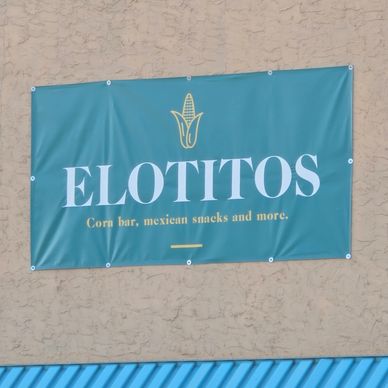 ELOTITOS
Corn bar, mexican snacks and more.